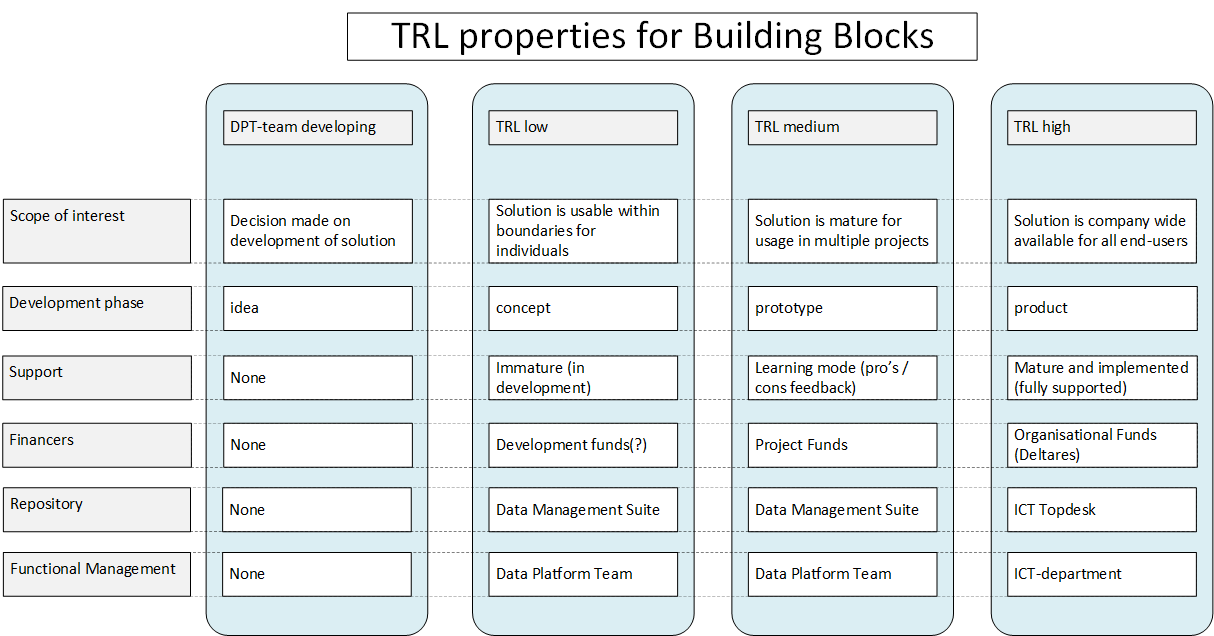 TRL properties for Building Blocks
DPT-team developing
TRL low
TRL medium
TRL high
Scope of interest
Decision made on
development of solution
Solution is usable within
boundaries for
individuals
Solution is mature for
usage in multiple projects
Solution is company wide
available for all end-users
Development phase
idea
concept
prototype
product
Support
None
Immature (in
development)
Learning mode (pro's /
cons feedback)
Mature and implemented
(fully supported)
Financers
None
Development funds(?)
Project Funds
Organisational Funds
(Deltares)
Repository
None
Data Management Suite
Data Management Suite
ICT Topdesk
Functional Management
None
Data Platform Team
Data Platform Team
ICT-department